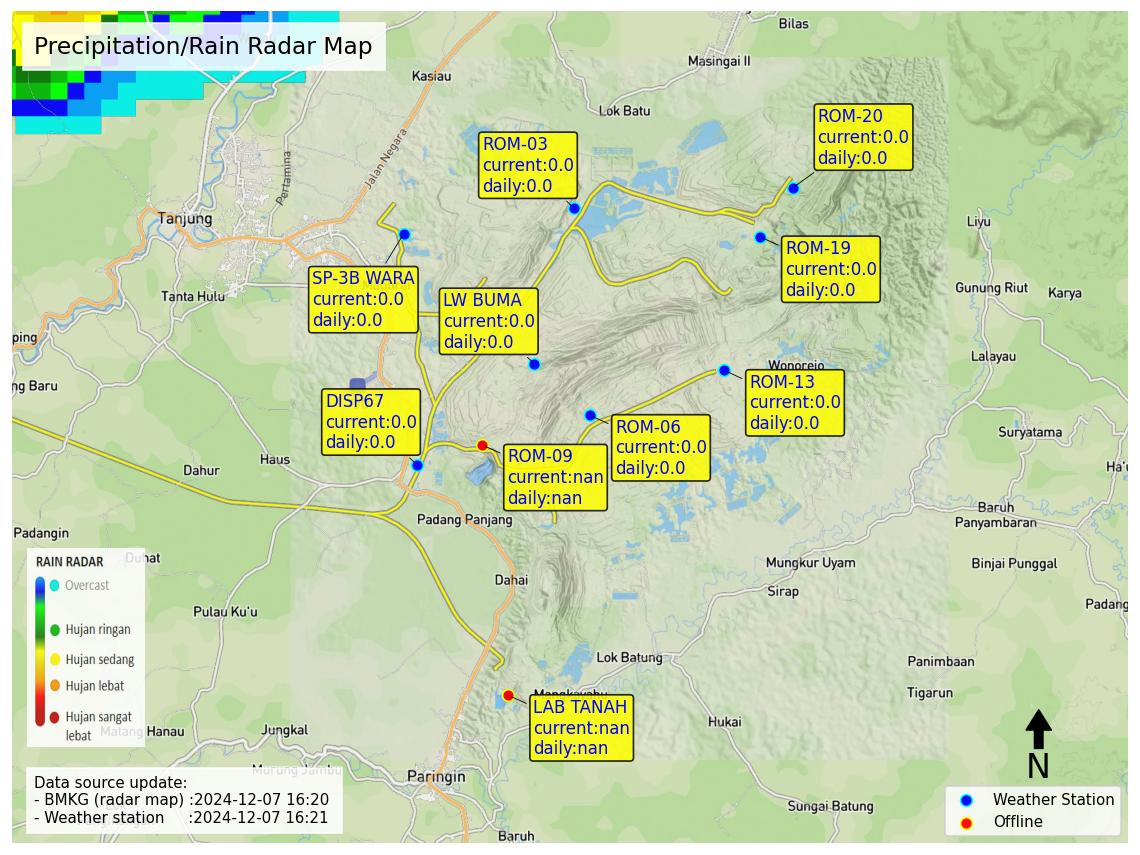 Precipitation/Rain Radar Map
Bilas
Masingai II
Kasiau
Lok Batu
ROM-20
current:0.0
daily:0.0
ROM-03
current:0.0
daily:0.0
Jalan Negara
Pertamina
Tanjung
Liyu
ROM-19
current:0.0
daily:0.0
SP-3B WARA
current:0.0
daily:0.0
LW BUMA
current:0.0
daily:0.0
Tanta Hulu
Gunung Riut
Karya
ping
Lalayau
Wonorejo
ng Baru
ROM-13
current:0.0
daily:0.0
DISP67
current:0.0
daily:0.0
ROM-06
current:0.0
daily:0.0
Suryatama
ROM-09
current:nan
daily:nan
Haus
Dahur
Ha'u
Baruh
Panyambaran
Padang Panjang
Padangin
Duhat
Mungkur Uyam
Binjai Punggal
Dahai
Sirap
Padang
Pulau Ku'u
RAIN RADAR
Overcast
Hujan ringan
Hujan sedang
Hujan lebat
Hujan sangat
lebat
Lok Batung
Panimbaan
Tigarun
Mangkayahu
LAB TANAH
current:nan
daily:nan
Hukai
Matang Hanau
Jungkal
Murung Jambu
Paringin
Sungai Batung
Baruh
Data source update:
- BMKG (radar map) :2024-12-07 16:20
- Weather station :2024-12-07 16:21
N
Weather Station
Offline